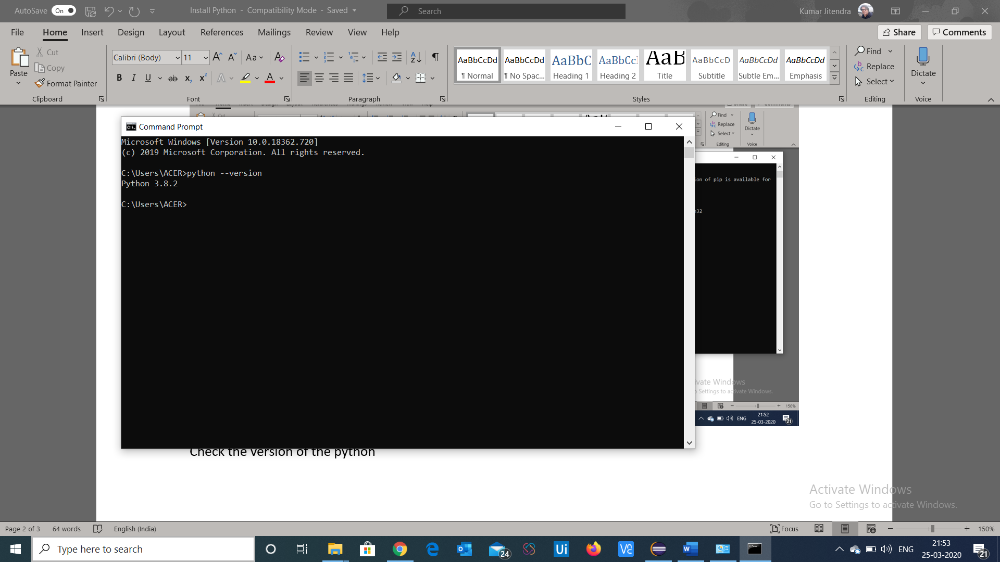 AutoSave On Install Python - Compatibility Mode - Saved Search Kumar Jitendra
File Home Insert Design Layout References Mailings Review View Help Share Comments
Paste Cut Copy Format Painter
Clipboard
Calibri (Body) 11 Aa
B I U ab x₂ x² A A
Font
Paragraph
AaBbCcDd AaBbCcDd AaBbC AaBbCc AaB AaBbCcD AaBbCcDd AaBbCcDd
¶ Normal ¶ No Spac... Heading 1 Heading 2 Title Subtitle Subtle Em... Emphasis
Styles
Find
Replace
Select
Editing
Dictate
Voice
Find
Replace
Select
Editing
Dictate
Voice
Command Prompt
Microsoft Windows [Version 10.0.18362.720]
(c) 2019 Microsoft Corporation. All rights reserved.
C:\Users\ACER>python --version
Python 3.8.2
C:\Users\ACER>
of pip is available for
Windows
Settings to activate Windows.
150%
ENG 21:52
25-03-2020 21
Check the version of the python
Activate Windows
Go to Settings to activate Windows.
Page 2 of 3 64 words English (India) Focus 150%
Type here to search 24 Ui ENG 21:53
25-03-2020 21